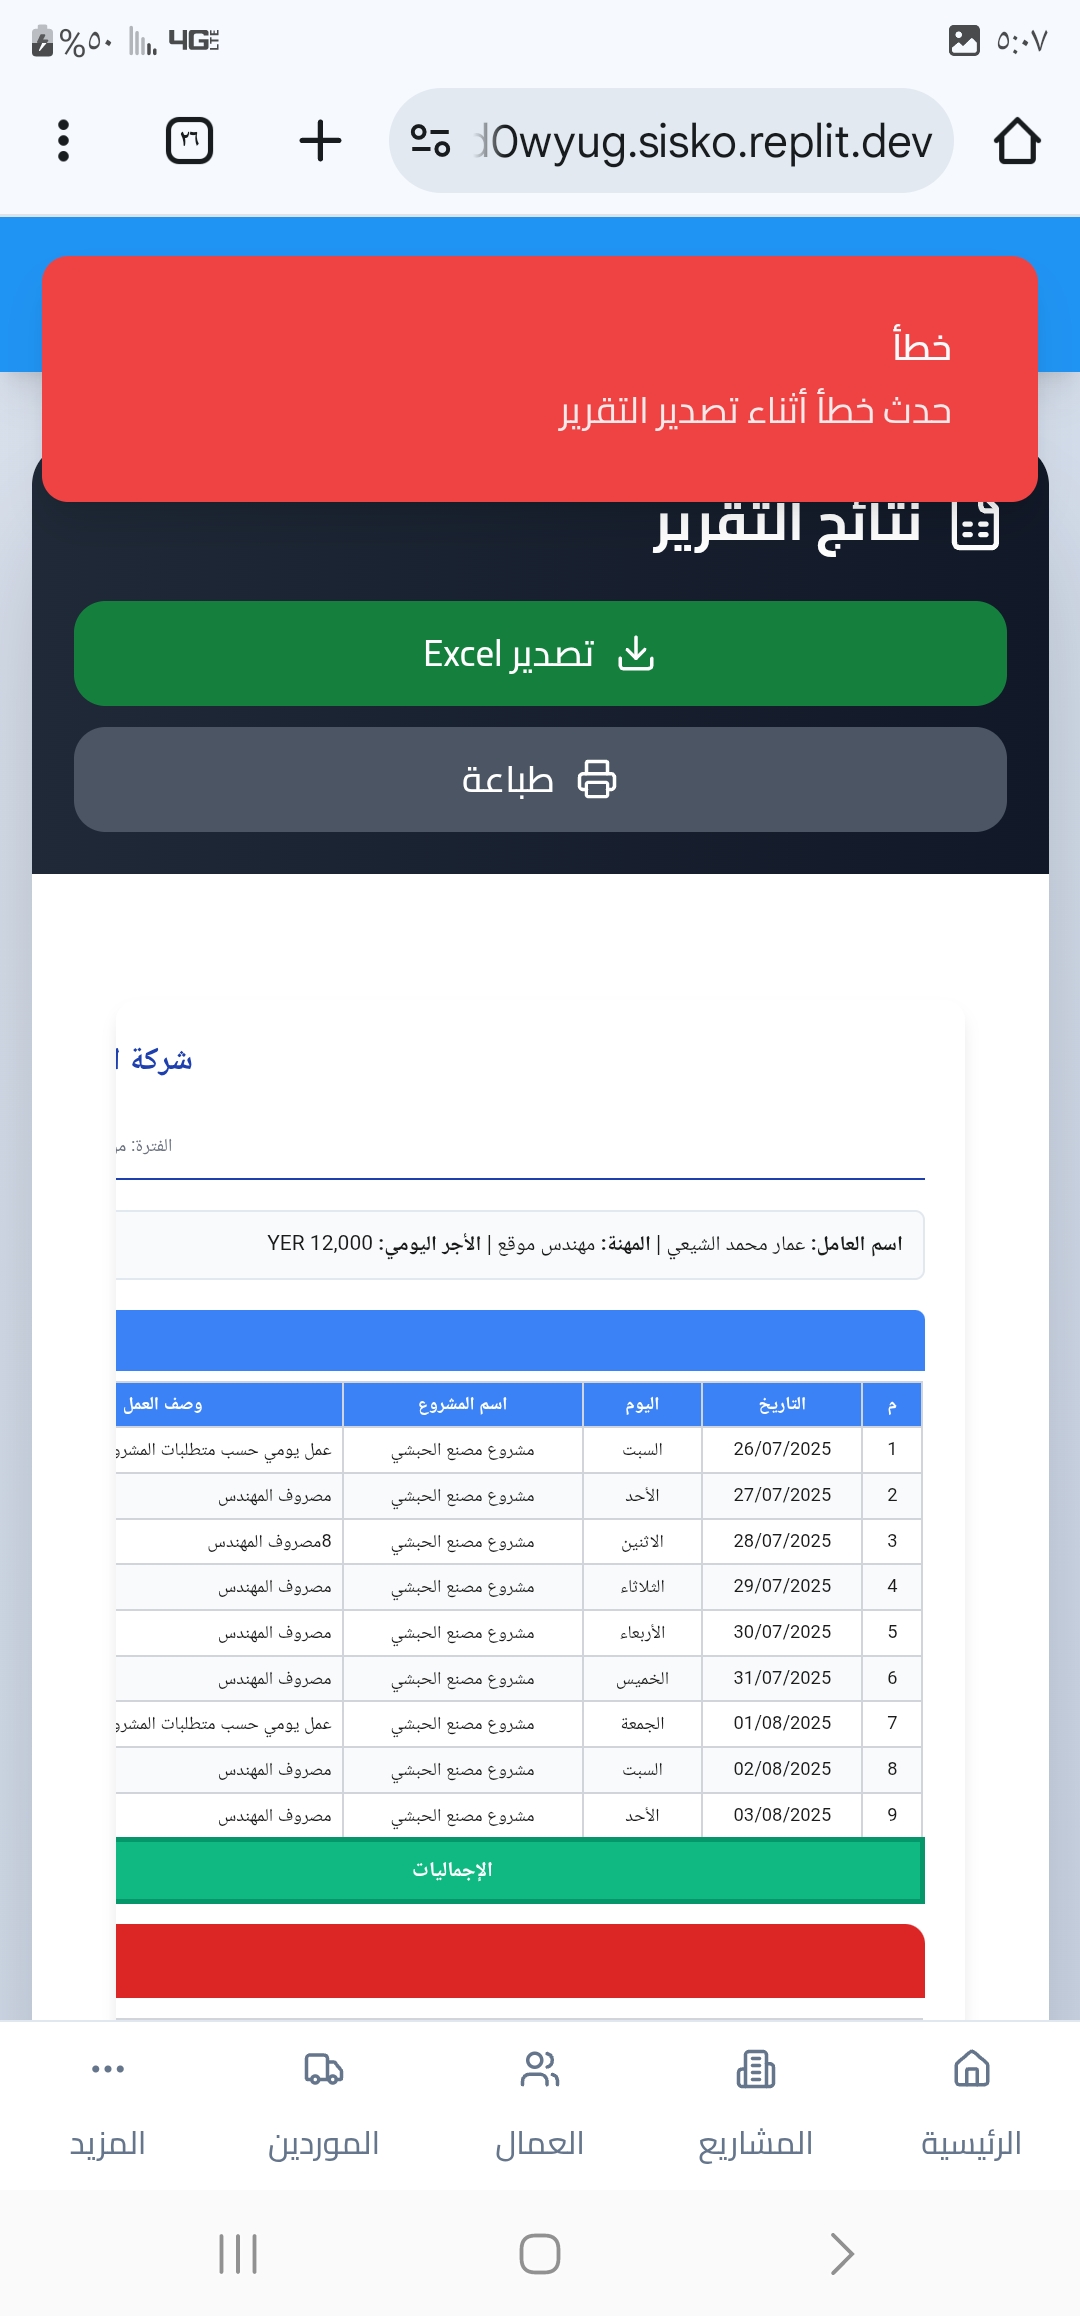 %٥٠ 4G LTE ٥:٠٧
٢٦ d0wyug.sisko.replit.dev
خطأ
حدث خطأ أثناء تصدير التقرير
نتائج التقرير
تصدير Excel
طباعة
شركة
الفترة:
اسم العامل: عمار محمد الشيعي | المهنة: مهندس موقع | الأجر اليومي: YER 12,000
م التاريخ اليوم اسم المشروع وصف العمل
1 26/07/2025 السبت مشروع مصنع الحبشي عمل يومي حسب متطلبات المشرو
2 27/07/2025 الأحد مشروع مصنع الحبشي مصروف المهندس
3 28/07/2025 الاثنين مشروع مصنع الحبشي 8مصروف المهندس
4 29/07/2025 الثلاثاء مشروع مصنع الحبشي مصروف المهندس
5 30/07/2025 الأربعاء مشروع مصنع الحبشي مصروف المهندس
6 31/07/2025 الخميس مشروع مصنع الحبشي مصروف المهندس
7 01/08/2025 الجمعة مشروع مصنع الحبشي عمل يومي حسب متطلبات المشرو
8 02/08/2025 السبت مشروع مصنع الحبشي مصروف المهندس
9 03/08/2025 الأحد مشروع مصنع الحبشي مصروف المهندس
الإجماليات
الرئيسية المشاريع العمال الموردين المزيد